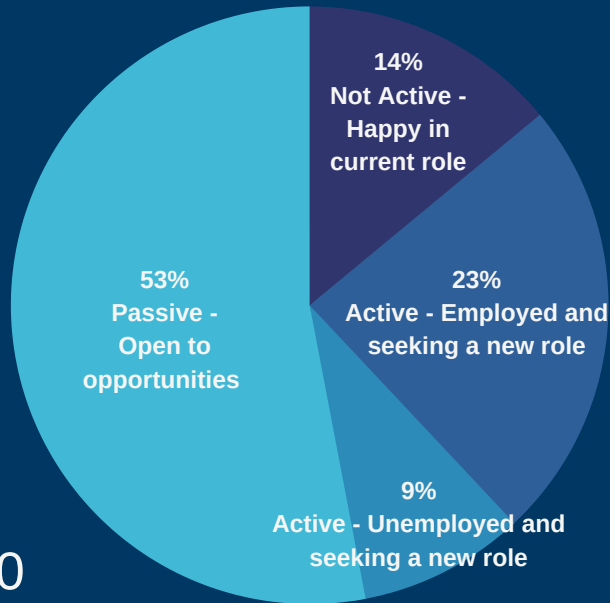 14%
Not Active -
Happy in
current role
23%
Active - Employed and
seeking a new role
53%
Passive -
Open to
opportunities
9%
Active - Unemployed and
seeking a new role
0